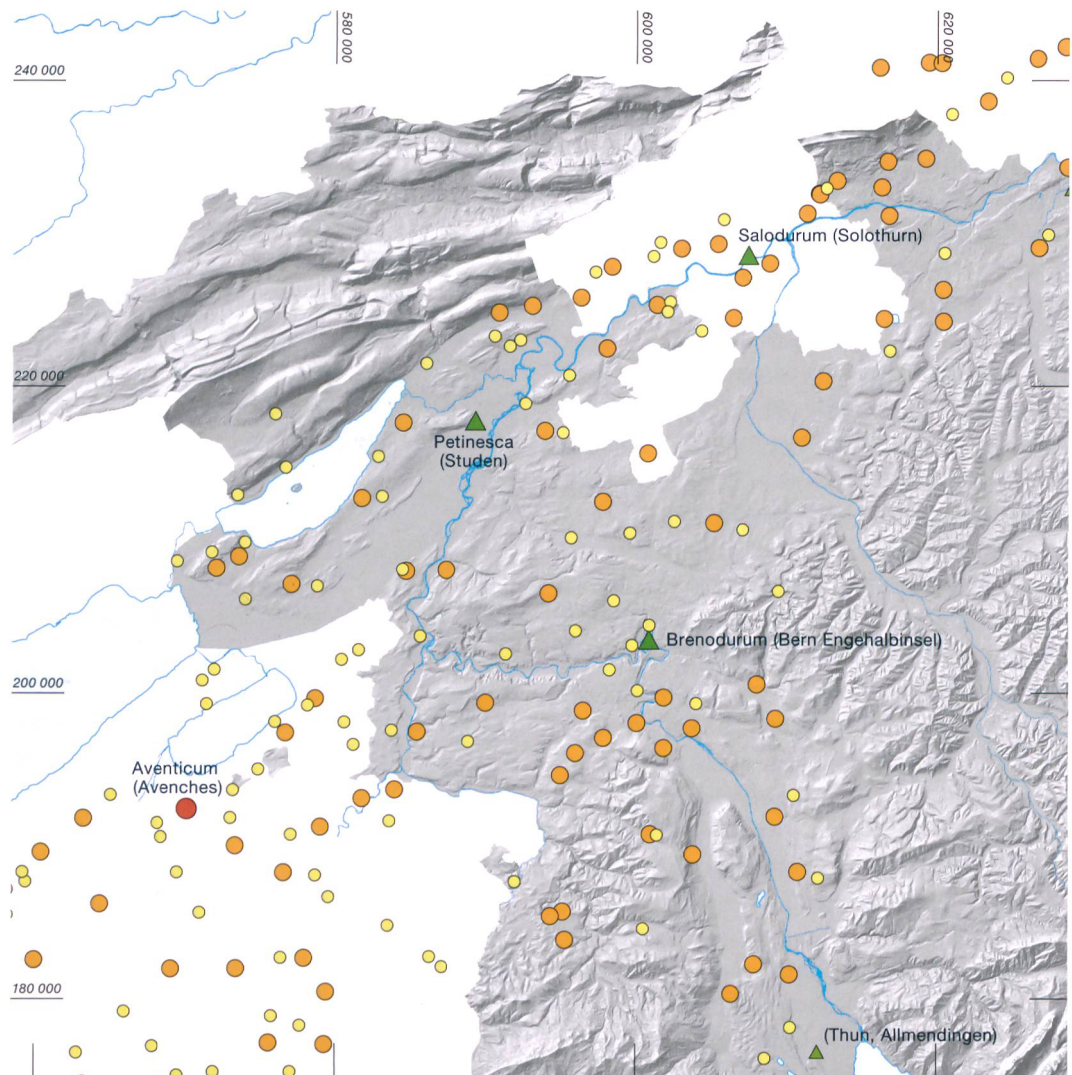 580 000
600 000
620 000
240 000
Salodurum (Solothurn)
220 000
Petinesca
(Studen)
Brenodurum (Bern Engehalbinsel)
200 000
Aventicum
(Avenches)
180 000
(Thun, Allmendingen)